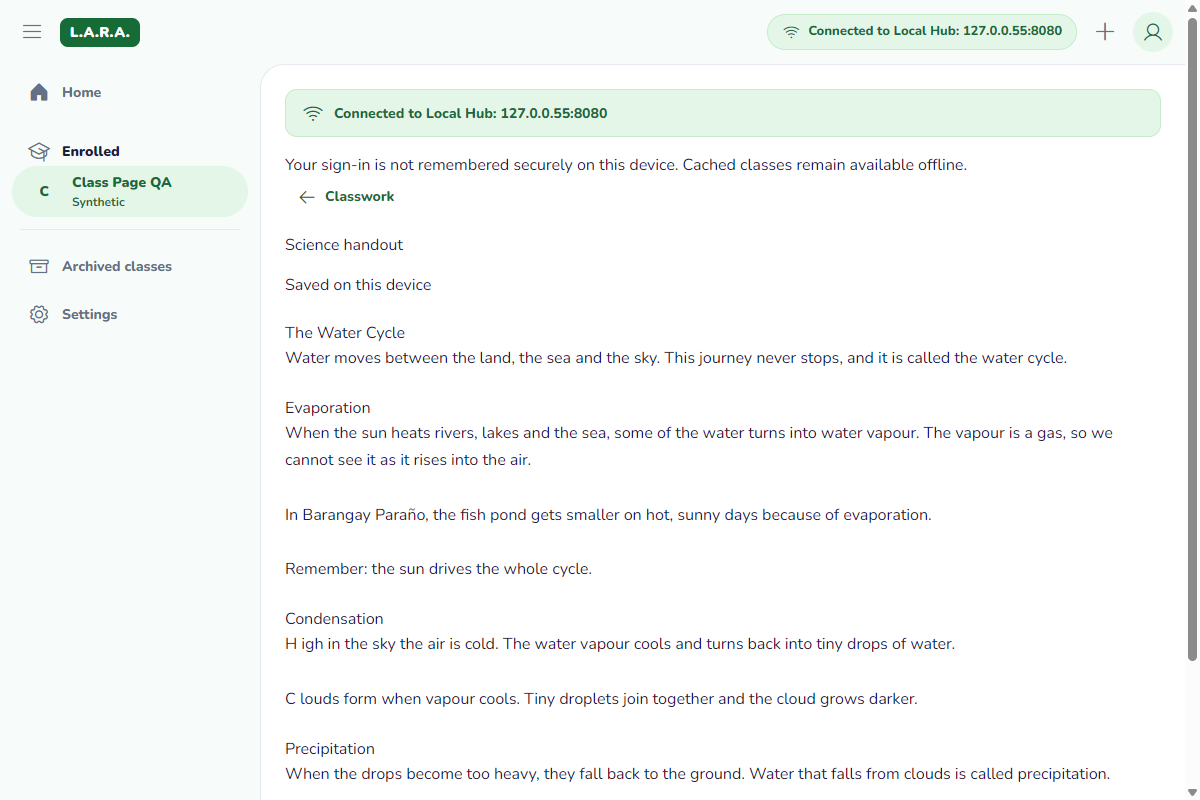 L.A.R.A.
Connected to Local Hub: 127.0.0.55:8080
Home
Enrolled
C
Class Page QA
Synthetic
Archived classes
Settings
Connected to Local Hub: 127.0.0.55:8080
Your sign-in is not remembered securely on this device. Cached classes remain available offline.
Classwork
Science handout
Saved on this device
The Water Cycle
Water moves between the land, the sea and the sky. This journey never stops, and it is called the water cycle.
Evaporation
When the sun heats rivers, lakes and the sea, some of the water turns into water vapour. The vapour is a gas, so we
cannot see it as it rises into the air.
In Barangay Paraño, the fish pond gets smaller on hot, sunny days because of evaporation.
Remember: the sun drives the whole cycle.
Condensation
H igh in the sky the air is cold. The water vapour cools and turns back into tiny drops of water.
C louds form when vapour cools. Tiny droplets join together and the cloud grows darker.
Precipitation
When the drops become too heavy, they fall back to the ground. Water that falls from clouds is called precipitation.